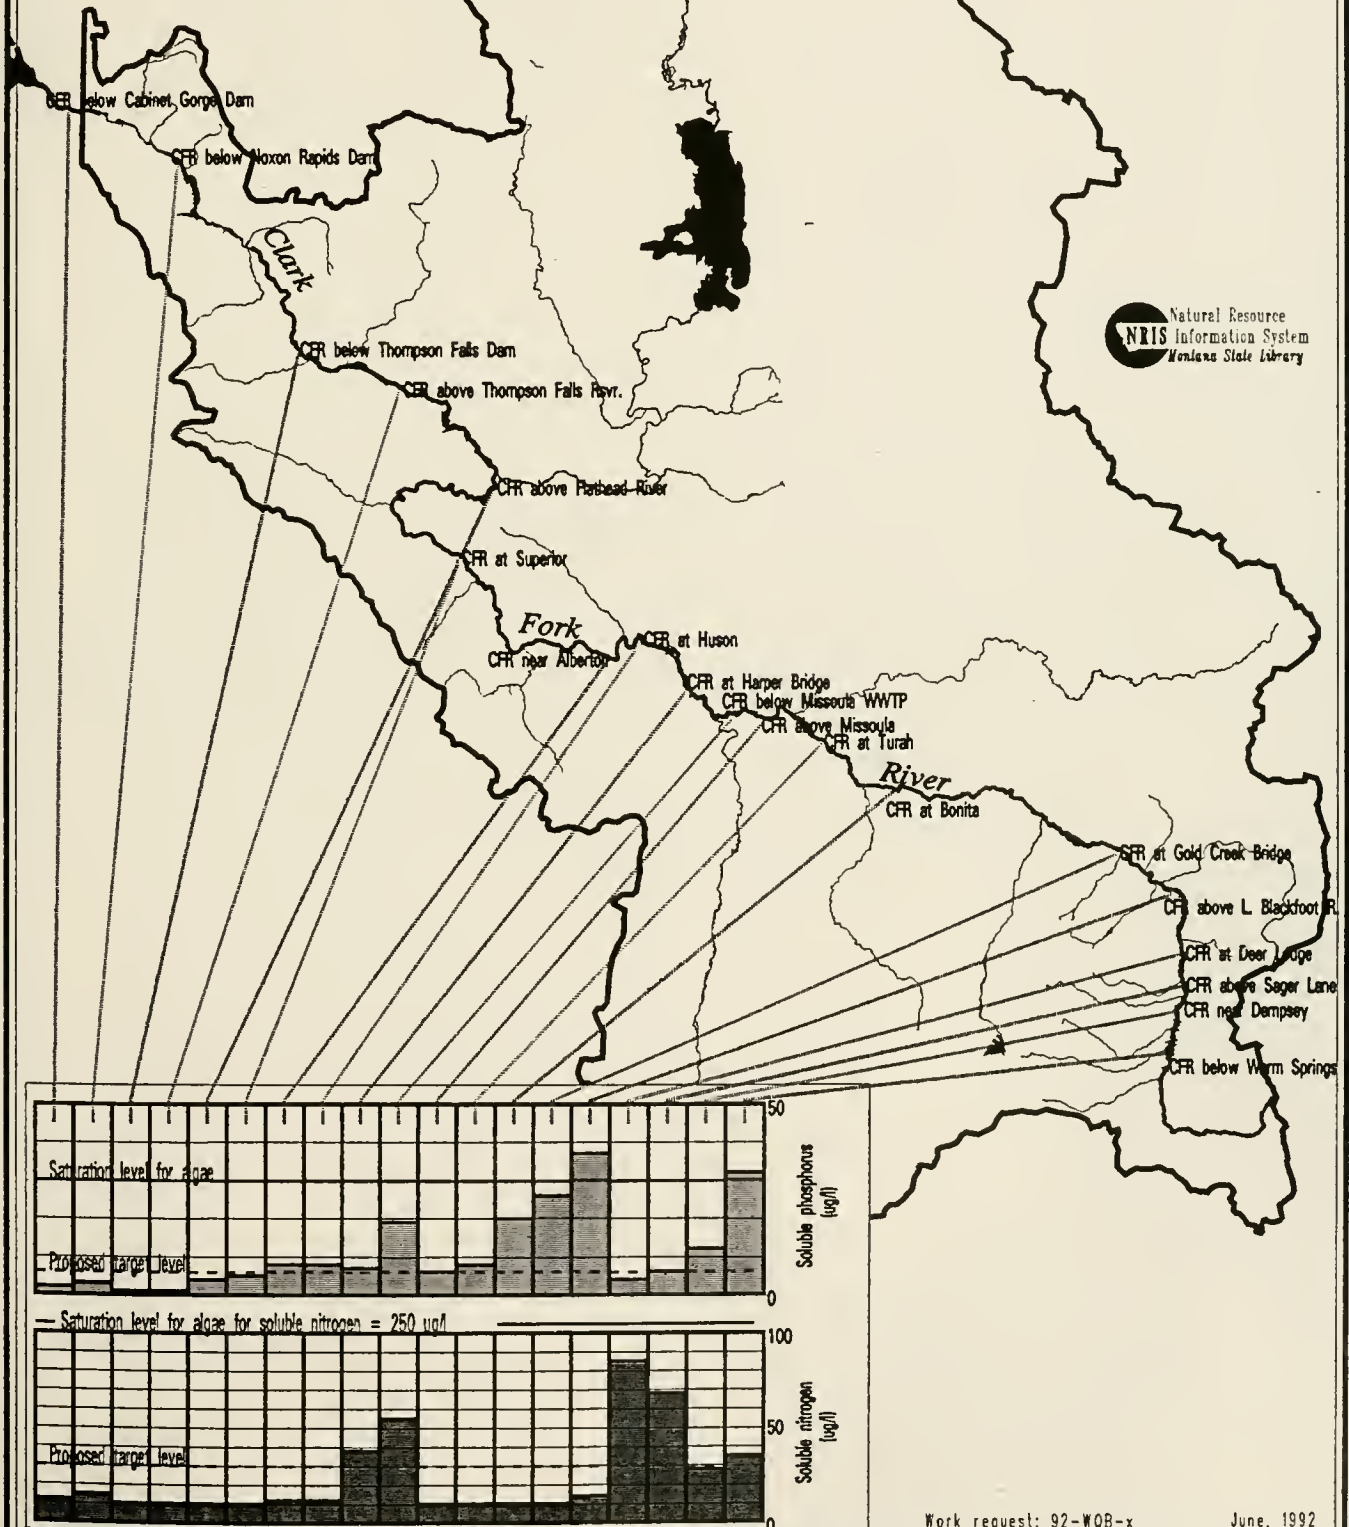 CFR below Cabinet Gorge Dam
CFR below Noxon Rapids Dam
Clark
Natural Resource
NRIS Information System
Montana State Library
CFR below Thompson Falls Dam
CFR above Thompson Falls Rsvr.
CFR above Flathead River
CFR at Superior
Fork
CFR at Huson
CFR near Alberton
CFR at Harper Bridge
CFR below Missoula WWTP
CFR above Missoula
CFR at Turah
River
CFR at Bonita
CFR at Gold Creek Bridge
CFR above L. Blackfoot R.
CFR at Deer Lodge
CFR above Sager Lane
CFR near Dempsey
CFR below Warm Springs
50
Saturation level for algae
Soluble phosphorus
(ug/l)
Proposed target level
0
Saturation level for algae for soluble nitrogen = 250 ug/l
100
Soluble nitrogen
(ug/l)
50
Proposed target level
0
Work request: 92-WQB-x June, 1992